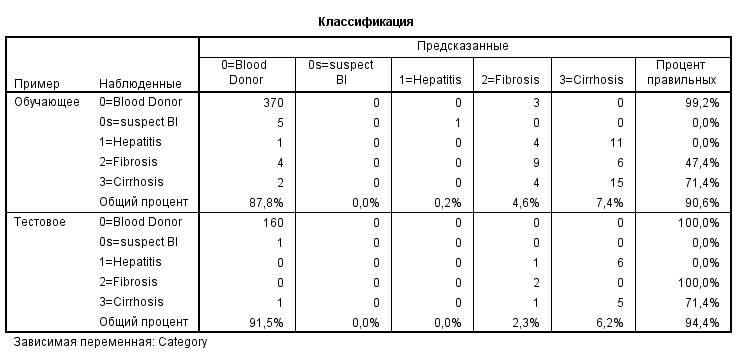 Классификация
Предсказанные
Пример Наблюденные 0=Blood Donor 0s=suspect Bl 1=Hepatitis 2=Fibrosis 3=Cirrhosis Процент правильных
Обучающее 0=Blood Donor 370 0 0 3 0 99,2%
0s=suspect Bl 5 0 1 0 0 0,0%
1=Hepatitis 1 0 0 4 11 0,0%
2=Fibrosis 4 0 0 9 6 47,4%
3=Cirrhosis 2 0 0 4 15 71,4%
Общий процент 87,8% 0,0% 0,2% 4,6% 7,4% 90,6%
Тестовое 0=Blood Donor 160 0 0 0 0 100,0%
0s=suspect Bl 1 0 0 0 0 0,0%
1=Hepatitis 0 0 0 1 6 0,0%
2=Fibrosis 0 0 0 2 0 100,0%
3=Cirrhosis 1 0 0 1 5 71,4%
Общий процент 91,5% 0,0% 0,0% 2,3% 6,2% 94,4%
Зависимая переменная: Category